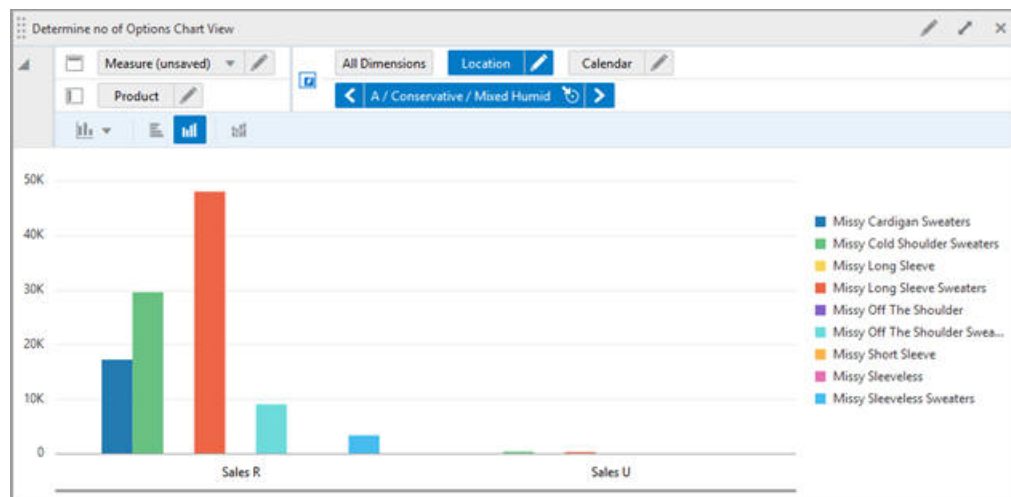 Determine no of Options Chart View
Measure (unsaved)
All Dimensions Location Calendar
Product
A / Conservative / Mixed Humid
50K
40K
30K
20K
10K
0
Sales R Sales U
Missy Cardigan Sweaters
Missy Cold Shoulder Sweaters
Missy Long Sleeve
Missy Long Sleeve Sweaters
Missy Off The Shoulder
Missy Off The Shoulder Swea...
Missy Short Sleeve
Missy Sleeveless
Missy Sleeveless Sweaters